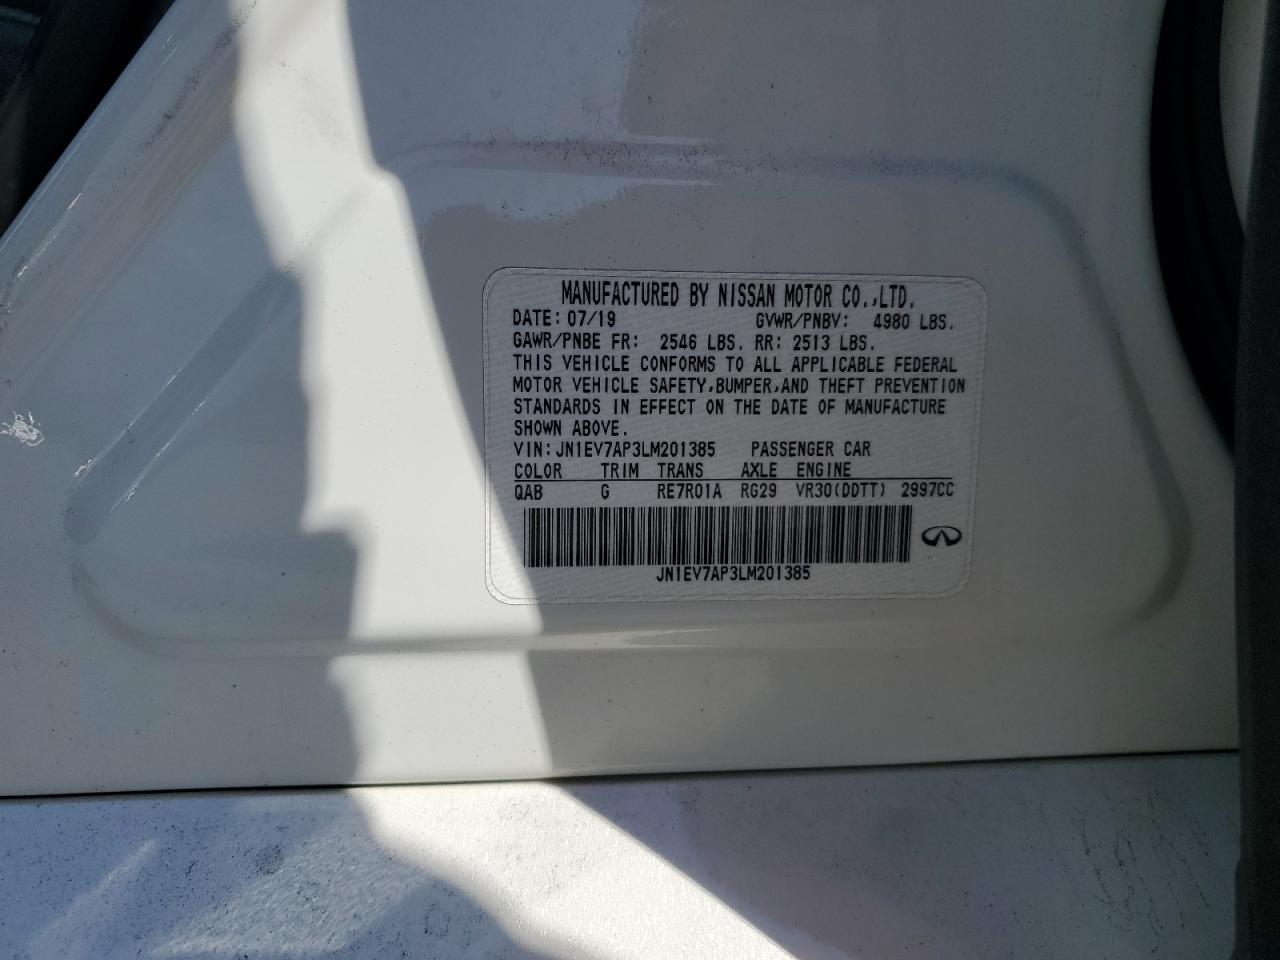 MANUFACTURED BY NISSAN MOTOR CO.,LTD.
DATE: 07/19 GVWR/PNBV: 4980 LBS.
GAWR/PNBE FR: 2546 LBS. RR: 2513 LBS.
THIS VEHICLE CONFORMS TO ALL APPLICABLE FEDERAL
MOTOR VEHICLE SAFETY,BUMPER,AND THEFT PREVENTION
STANDARDS IN EFFECT ON THE DATE OF MANUFACTURE
SHOWN ABOVE.
VIN:JN1EV7AP3LM201385 PASSENGER CAR
COLOR TRIM TRANS AXLE ENGINE
QAB G RE7R01A RG29 VR30(DDTT) 2997CC
JN1EV7AP3LM201385